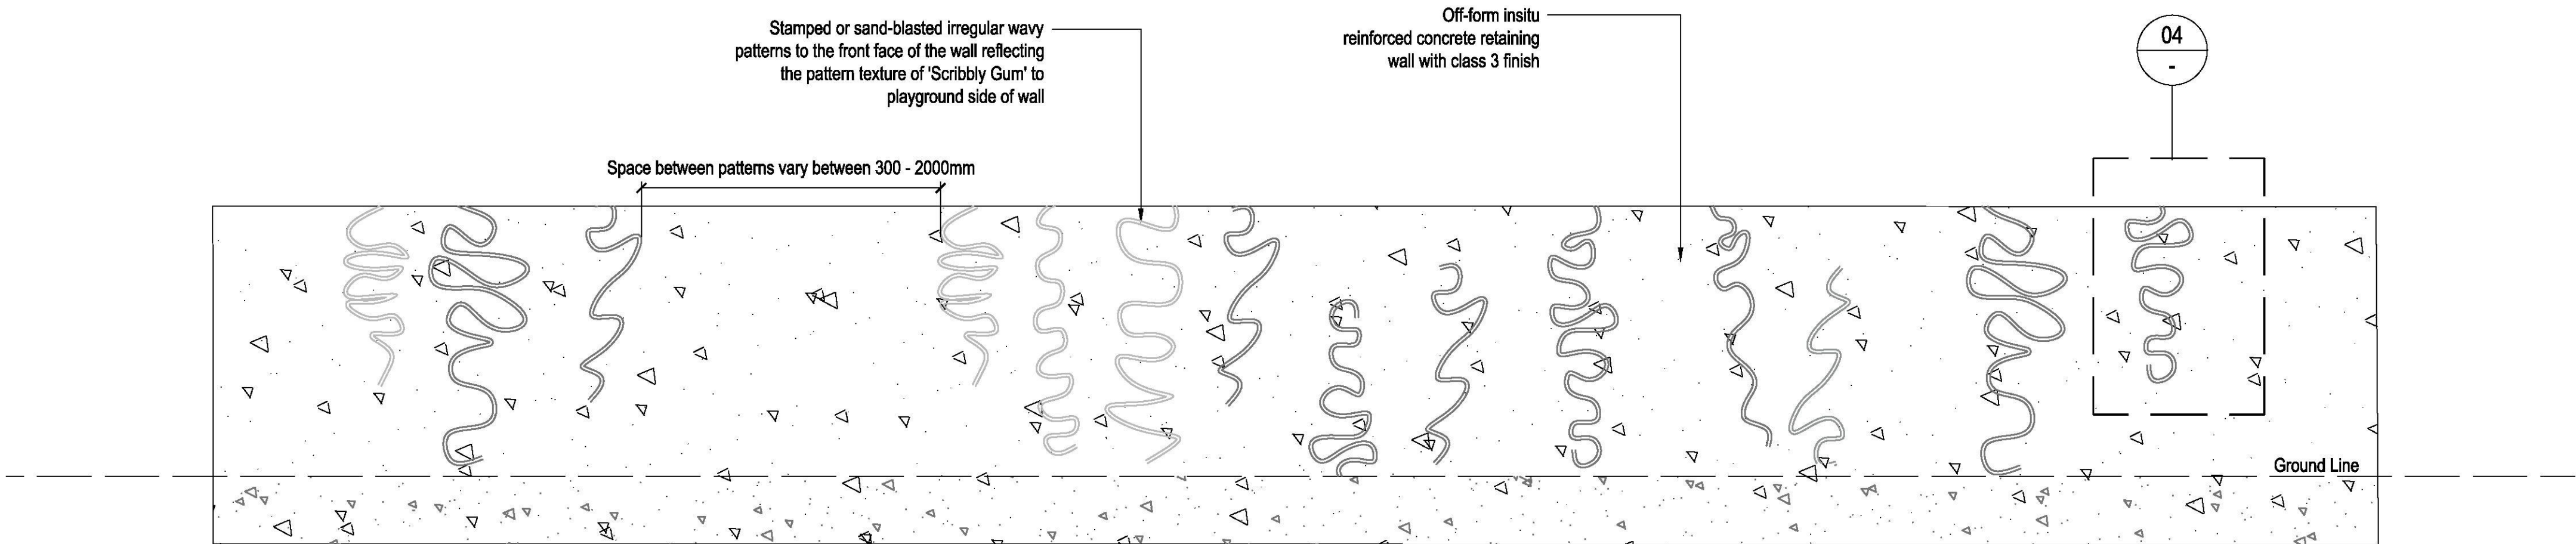 Stamped or sand-blasted irregular wavy
patterns to the front face of the wall reflecting
the pattern texture of 'Scribbly Gum' to
playground side of wall
Off-form insitu
reinforced concrete retaining
wall with class 3 finish
04
-
Space between patterns vary between 300 - 2000mm
Ground Line